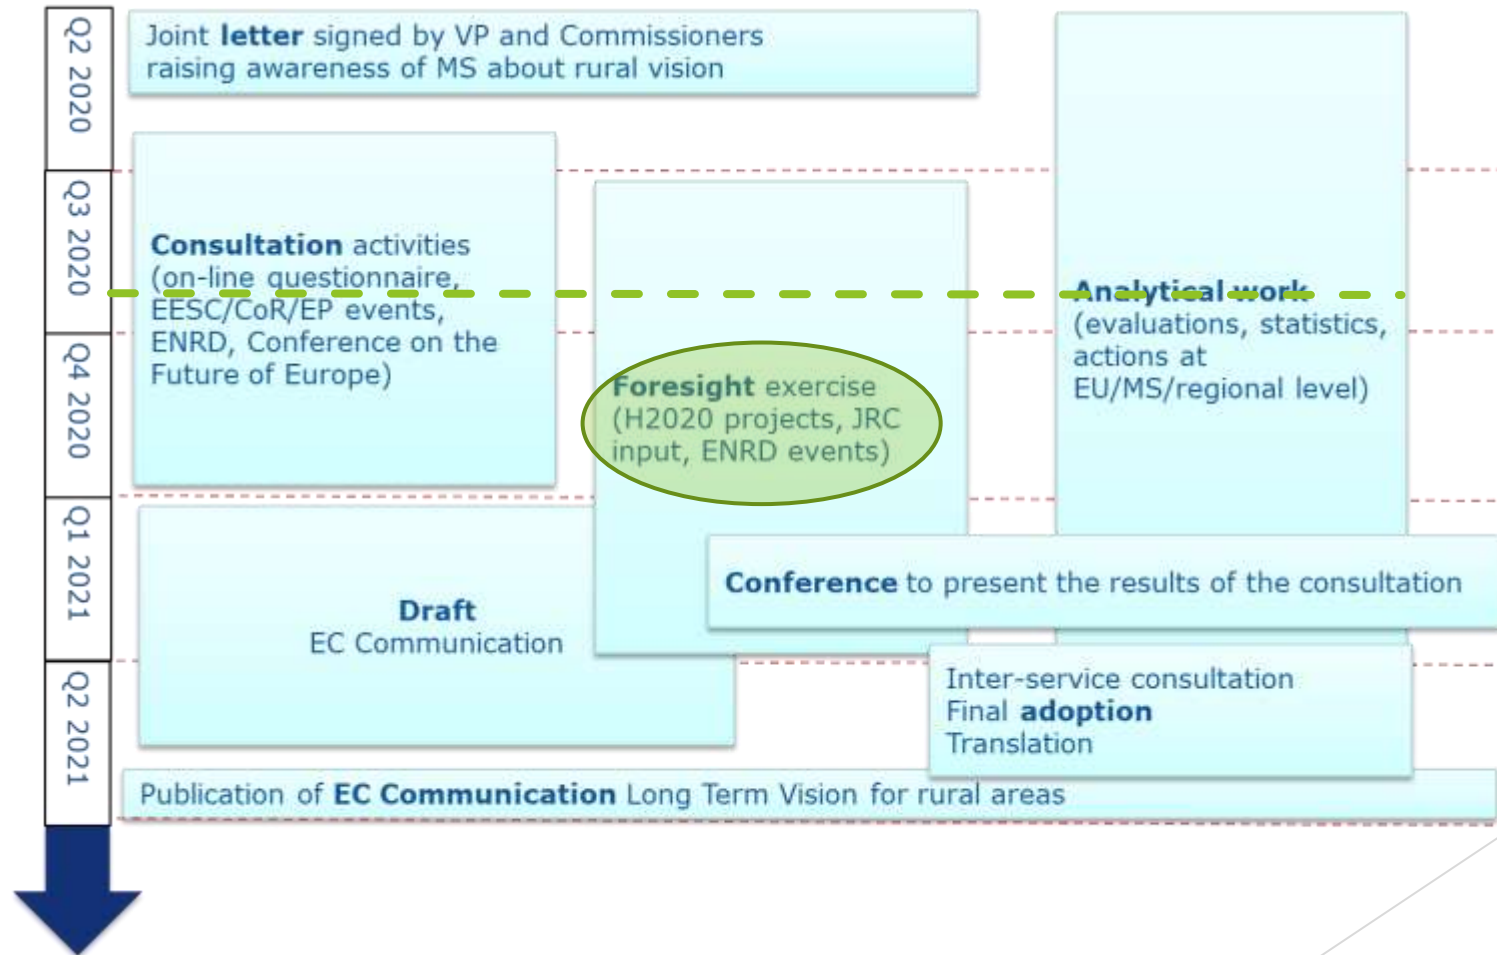 Q2 2020
Joint letter signed by VP and Commissioners
raising awareness of MS about rural vision
Q3 2020
Consultation activities
(on-line questionnaire,
EESC/CoR/EP events,
ENRD, Conference on the
Future of Europe)
Analytical work
(evaluations, statistics,
actions at
EU/MS/regional level)
Q4 2020
Foresight exercise
(H2020 projects, JRC
input, ENRD events)
Q1 2021
Conference to present the results of the consultation
Draft
EC Communication
Q2 2021
Inter-service consultation
Final adoption
Translation
Publication of EC Communication Long Term Vision for rural areas